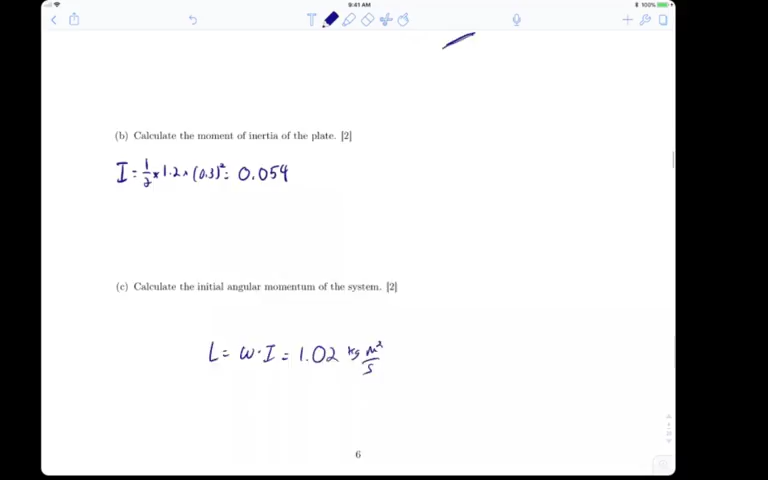 9:41 AM
100%
(b) Calculate the moment of inertia of the plate. [2]
I = 1/2 × 1.2 × (0.3)² = 0.054
(c) Calculate the initial angular momentum of the system. [2]
L = ω · I = 1.02 kg m²/s
6